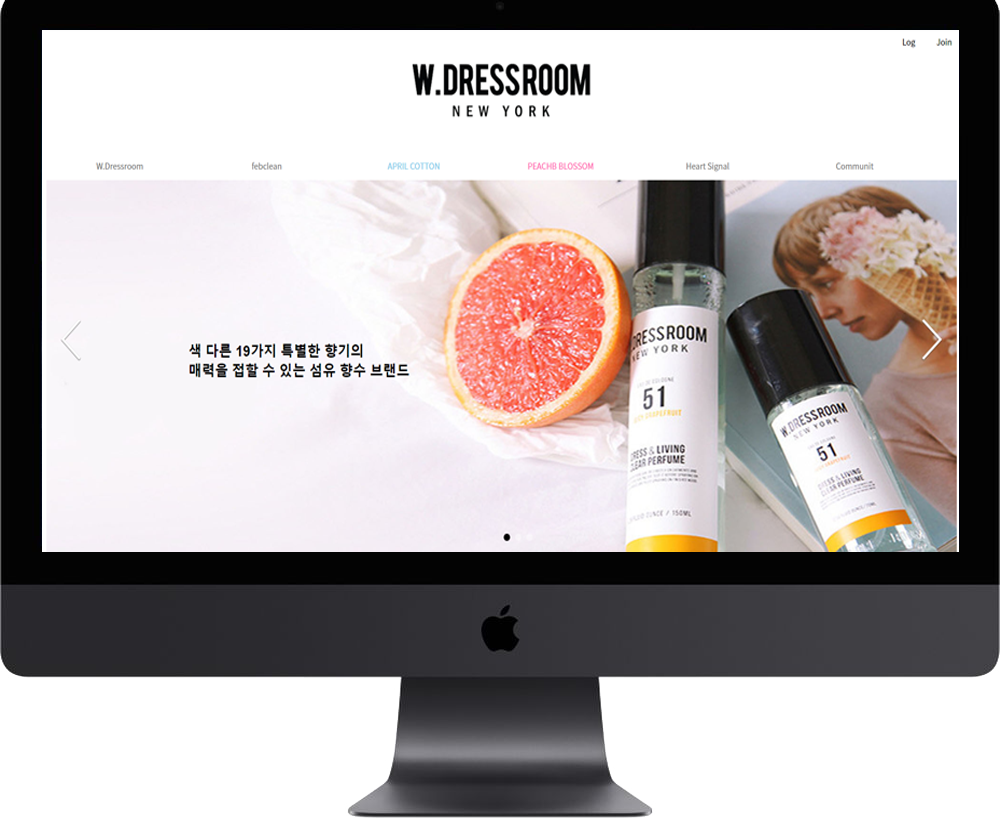 Log Join
W.DRESSROOM
NEW YORK
W.Dressroom febclean APRIL COTTON PEACHB BLOSSOM Heart Signal Communit
색 다른 19가지 특별한 향기의
매력을 접할 수 있는 섬유 향수 브랜드
DRESSROOM
NEW YORK
51
DRESS & LIVING
CLEAR PERFUME
/ 150ML
W.DRESSROOM
NEW YORK
51
DRESS & LIVING
CLEAR PERFUME